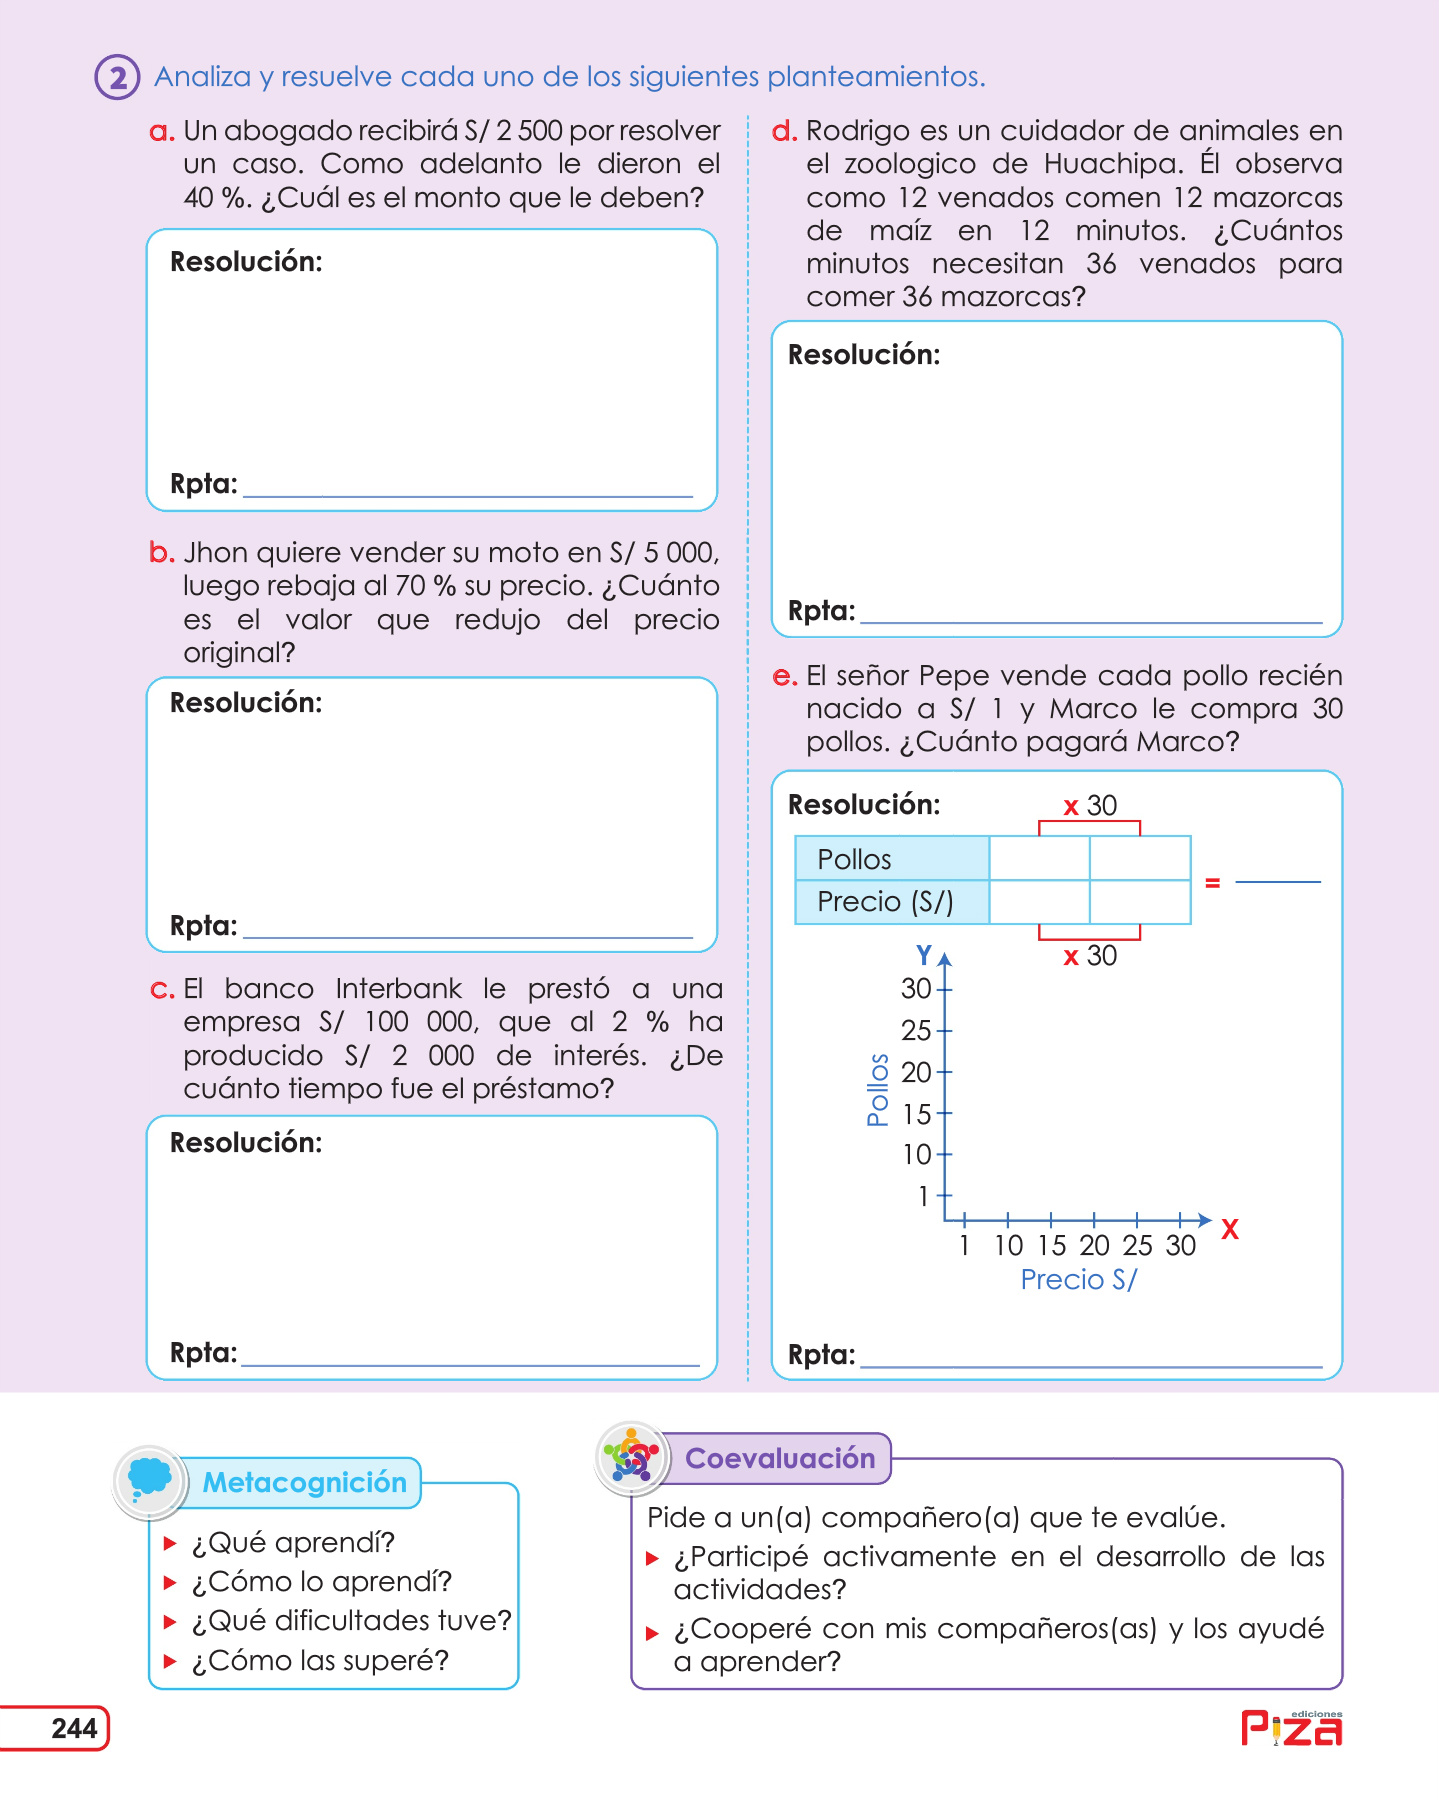 2 Analiza y resuelve cada uno de los siguientes planteamientos.
a. Un abogado recibirá S/ 2 500 por resolver
un caso. Como adelanto le dieron el
40 %. ¿Cuál es el monto que le deben?
Resolución:
Rpta:
b. Jhon quiere vender su moto en S/ 5 000,
luego rebaja al 70 % su precio. ¿Cuánto
es el valor que redujo del precio
original?
Resolución:
Rpta:
c. El banco Interbank le prestó a una
empresa S/ 100 000, que al 2 % ha
producido S/ 2 000 de interés. ¿De
cuánto tiempo fue el préstamo?
Resolución:
Rpta:
d. Rodrigo es un cuidador de animales en
el zoologico de Huachipa. Él observa
como 12 venados comen 12 mazorcas
de maíz en 12 minutos. ¿Cuántos
minutos necesitan 36 venados para
comer 36 mazorcas?
Resolución:
Rpta:
e. El señor Pepe vende cada pollo recién
nacido a S/ 1 y Marco le compra 30
pollos. ¿Cuánto pagará Marco?
Resolución:
x 30
Pollos
Precio (S/)
=
x 30
Y
30
25
20
15
10
1
Pollos
X
1 10 15 20 25 30
Precio S/
Rpta:
Metacognición
¿Qué aprendí?
¿Cómo lo aprendí?
¿Qué dificultades tuve?
¿Cómo las superé?
Coevaluación
Pide a un(a) compañero(a) que te evalúe.
¿Participé activamente en el desarrollo de las
actividades?
¿Cooperé con mis compañeros(as) y los ayudé
a aprender?
244
ediciones
Piza